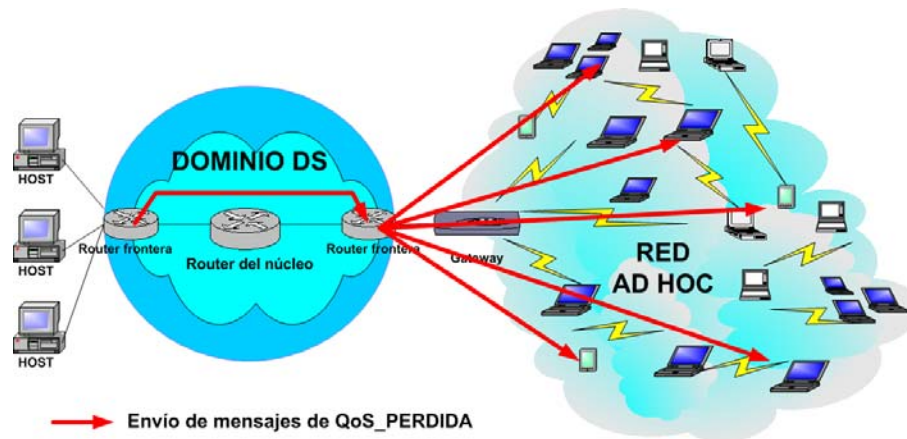 DOMINIO DS
HOST
Router frontera
Router del núcleo
Router frontera
Gateway
HOST
RED
AD HOC
HOST
Envío de mensajes de QoS_PERDIDA